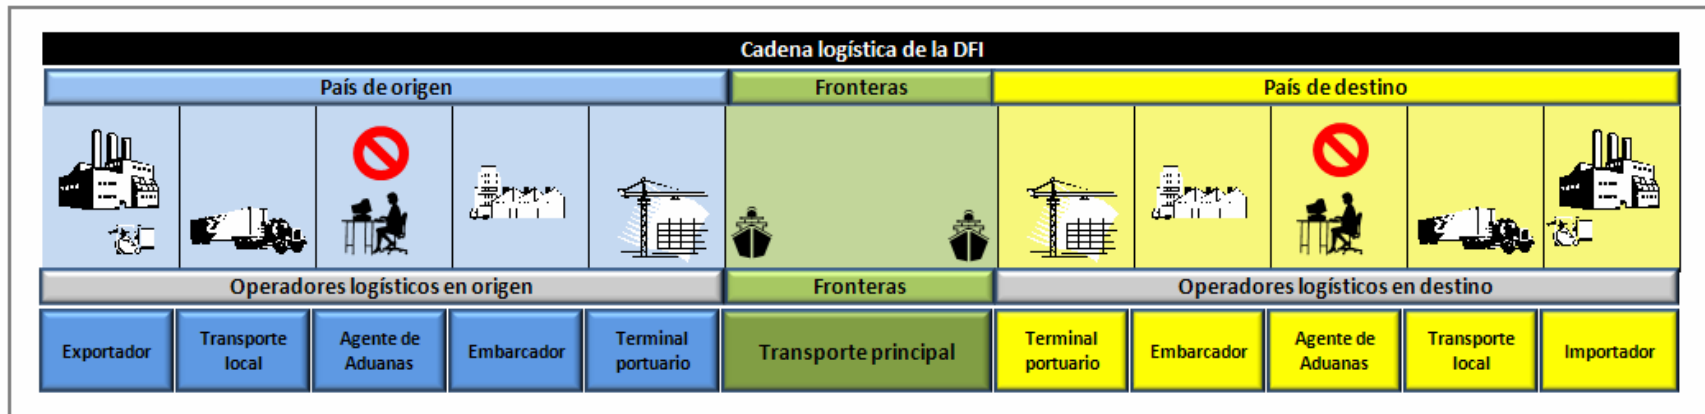 Cadena logística de la DFI
País de origen
Fronteras
País de destino
Operadores logísticos en origen
Fronteras
Operadores logísticos en destino
Exportador
Transporte
local
Agente de
Aduanas
Embarcador
Terminal
portuario
Transporte principal
Terminal
portuario
Embarcador
Agente de
Aduanas
Transporte
local
Importador